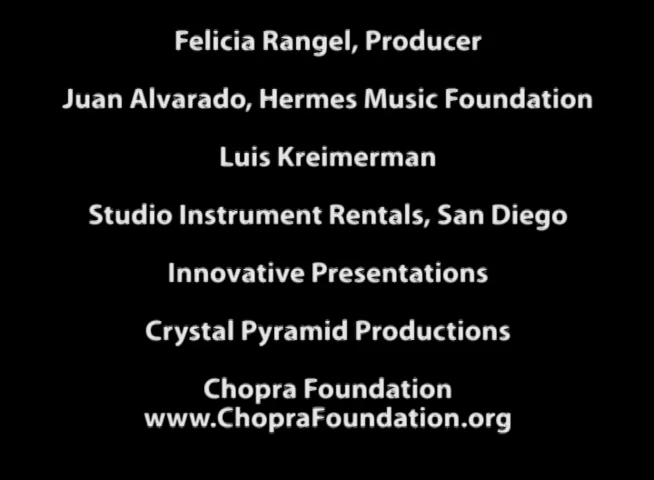 Felicia Rangel, Producer
Juan Alvarado, Hermes Music Foundation
Luis Kreimerman
Studio Instrument Rentals, San Diego
Innovative Presentations
Crystal Pyramid Productions
Chopra Foundation
www.ChopraFoundation.org